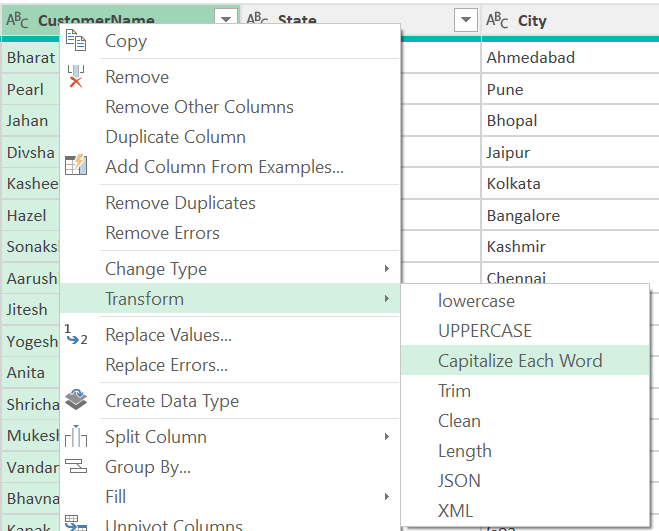 ABC CustomerName ABC State ABC City
Bharat Copy Ahmedabad
Pearl Remove Pune
Remove Other Columns
Jahan Duplicate Column Bhopal
Divsha Add Column From Examples... Jaipur
Kashee Kolkata
Hazel Remove Duplicates Bangalore
Sonaks Remove Errors Kashmir
Aarush Change Type Chennai
Jitesh Transform lowercase
Yogesh Replace Values... UPPERCASE
Anita Replace Errors... Capitalize Each Word
Shricha Create Data Type Trim
Mukesh Split Column Clean
Vandar Group By... Length
Bhavna Fill JSON
Kanak Unpivot Columns XML